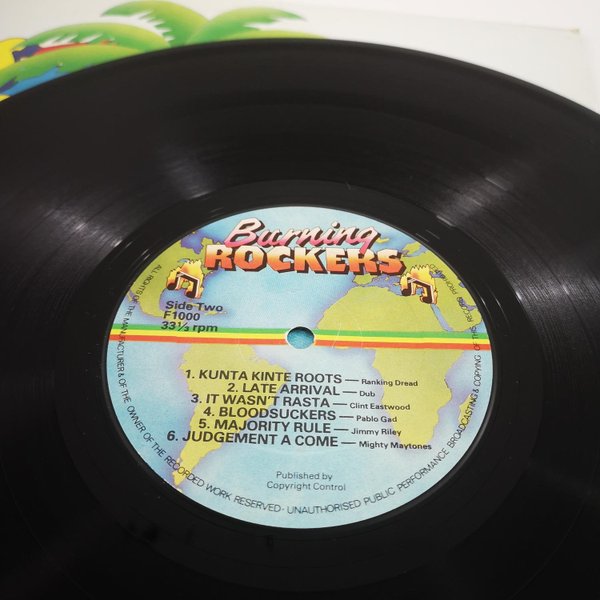 Burning
ROCKERS
Side Two
F1000
33⅓ rpm
1. KUNTA KINTE ROOTS — Ranking Dread
2. LATE ARRIVAL — Dub
3. IT WASN'T RASTA — Clint Eastwood
4. BLOODSUCKERS — Pablo Gad
5. MAJORITY RULE — Jimmy Riley
6. JUDGEMENT A COME — Mighty Maytones
Published by
Copyright Control
ALL RIGHTS OF THE MANUFACTURER & OF THE OWNER OF THE RECORDED WORK RESERVED · UNAUTHORISED PUBLIC PERFORMANCE BROADCASTING & COPYING OF THIS RECORD